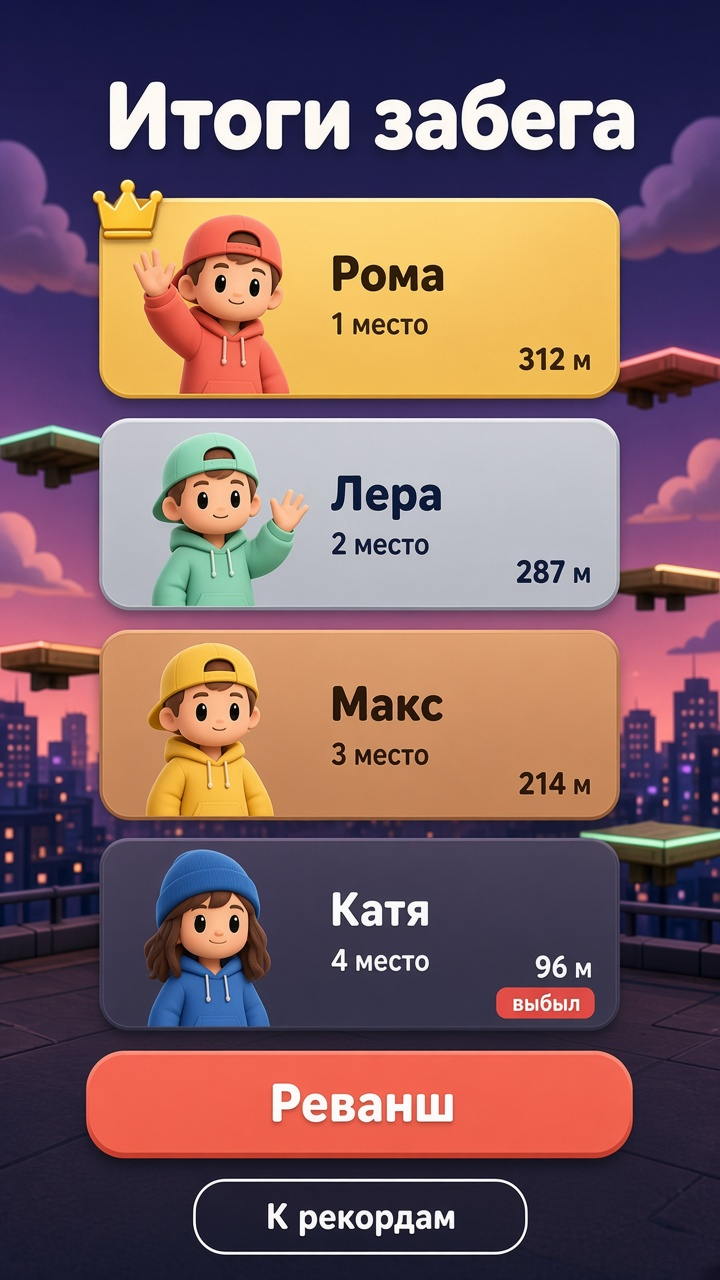 Итоги забега
Рома
1 место
312 м
Лера
2 место
287 м
Макс
3 место
214 м
Катя
4 место
96 м
выбыл
Реванш
К рекордам